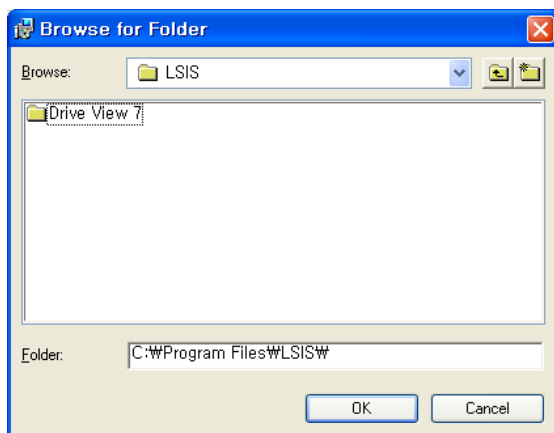 Browse for Folder
Browse:
LSIS
Drive View 7
Folder:
C:₩Program Files₩LSIS₩
OK
Cancel